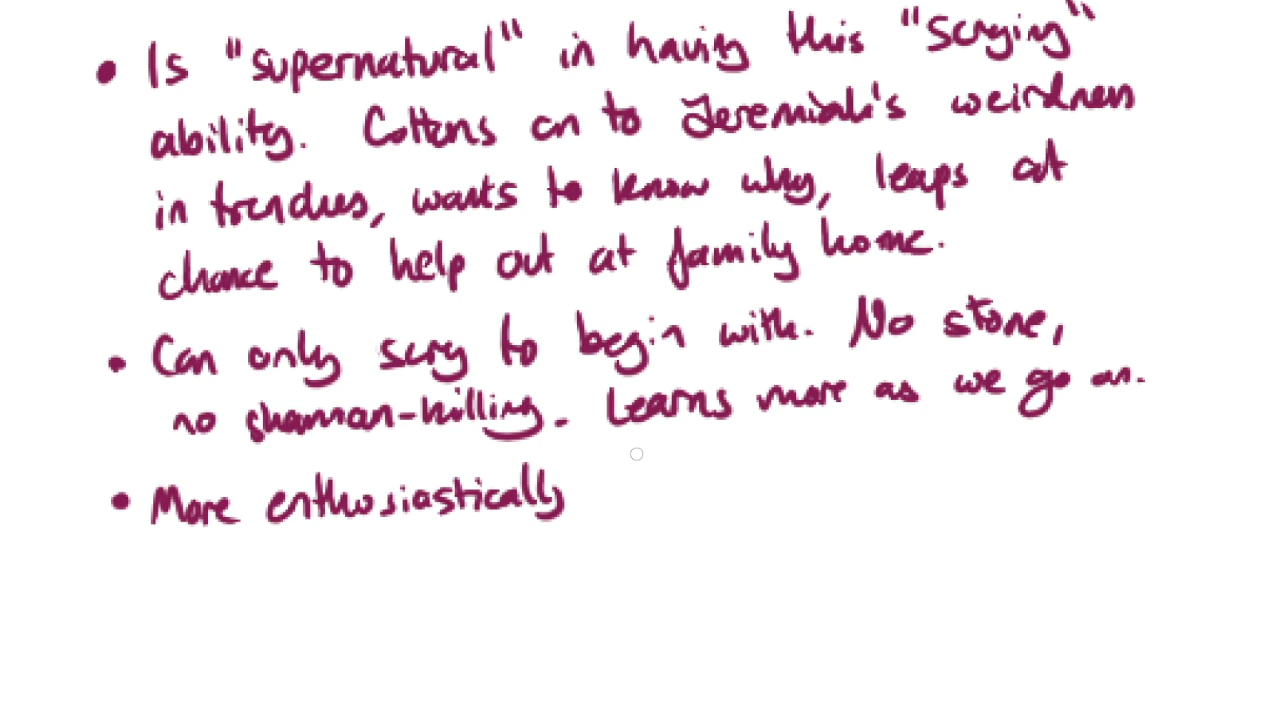 • Is "supernatural" in having this "scrying"
ability. Cottons on to Jeremiah's weirdness
in trenches, wants to know why, leaps at
chance to help out at family home.
• Can only scry to begin with. No stone,
no shaman-killing. Learns more as we go on.
• More enthusiastically